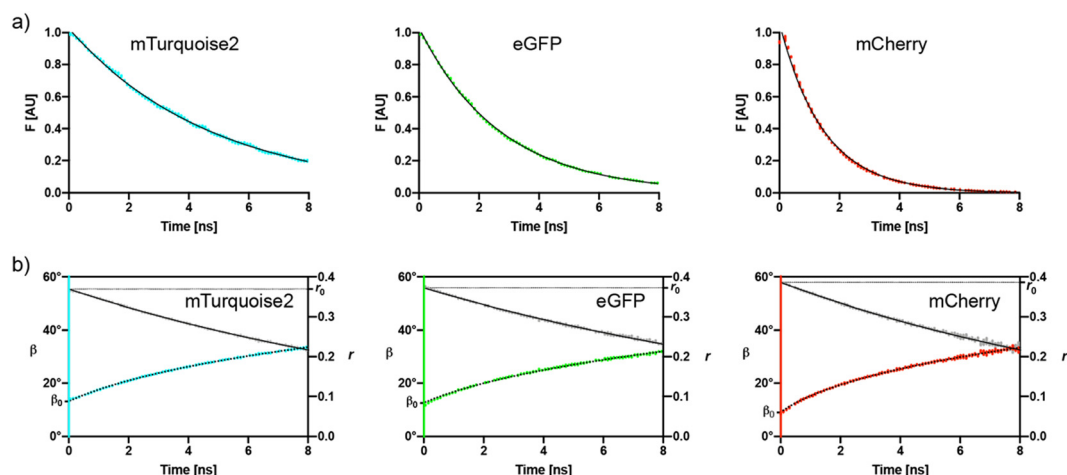 a)
mTurquoise2
eGFP
mCherry
F [AU]
1.0
0.8
0.6
0.4
0.2
0.0
0 2 4 6 8
Time [ns]
F [AU]
1.0
0.8
0.6
0.4
0.2
0.0
0 2 4 6 8
Time [ns]
F [AU]
1.0
0.8
0.6
0.4
0.2
0.0
0 2 4 6 8
Time [ns]
b)
mTurquoise2
β
60°
40°
20°
β0
0°
0.4
r0
0.3
0.2
0.1
0.0
r
0 2 4 6 8
Time [ns]
eGFP
β
60°
40°
20°
β0
0°
0.4
r0
0.3
0.2
0.1
0.0
r
0 2 4 6 8
Time [ns]
mCherry
β
60°
40°
20°
β0
0°
0.4
r0
0.3
0.2
0.1
0.0
r
0 2 4 6 8
Time [ns]